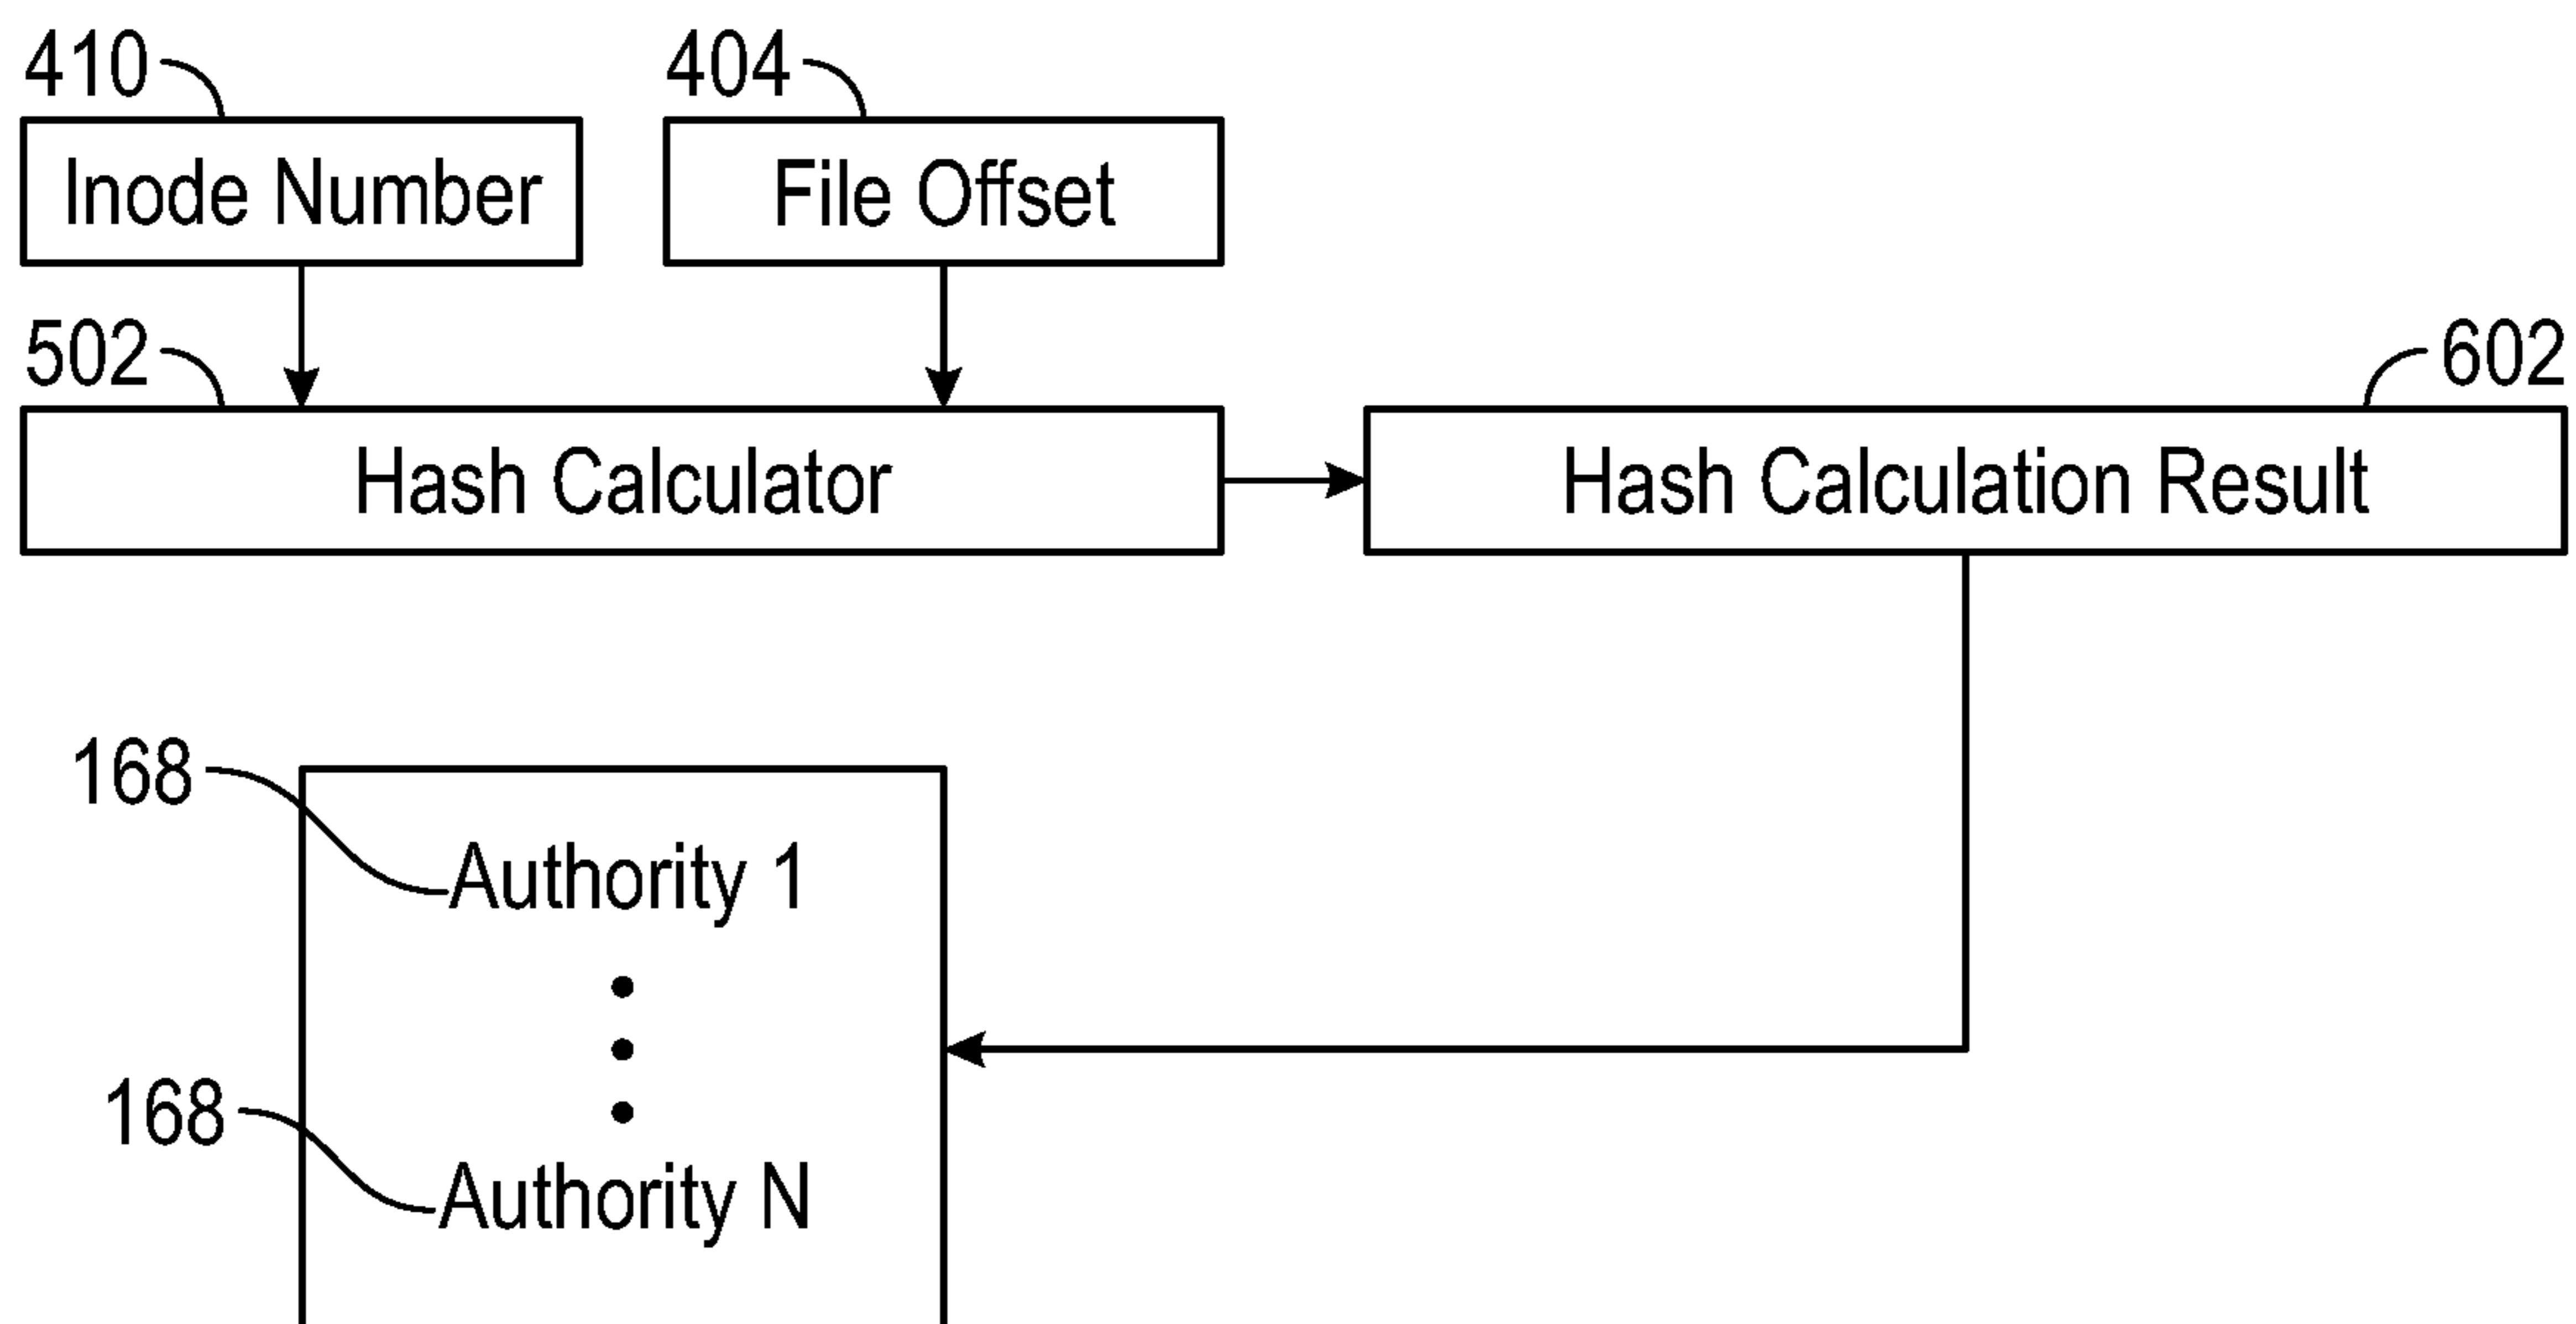 410
404
Inode Number
File Offset
502
602
Hash Calculator
Hash Calculation Result
168
Authority 1
168
Authority N